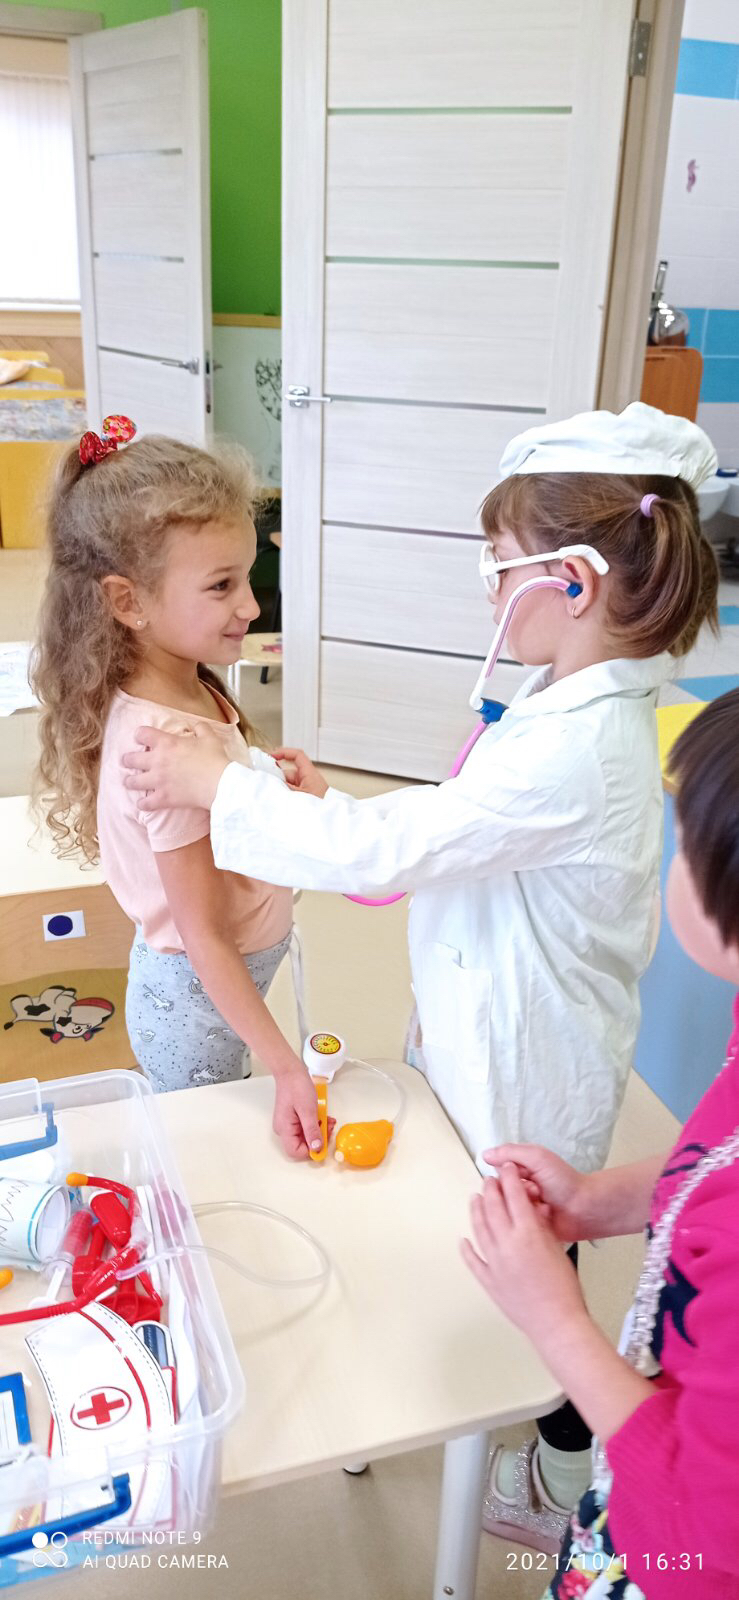 REDMI NOTE 9
AI QUAD CAMERA
2021/10/1 16:31